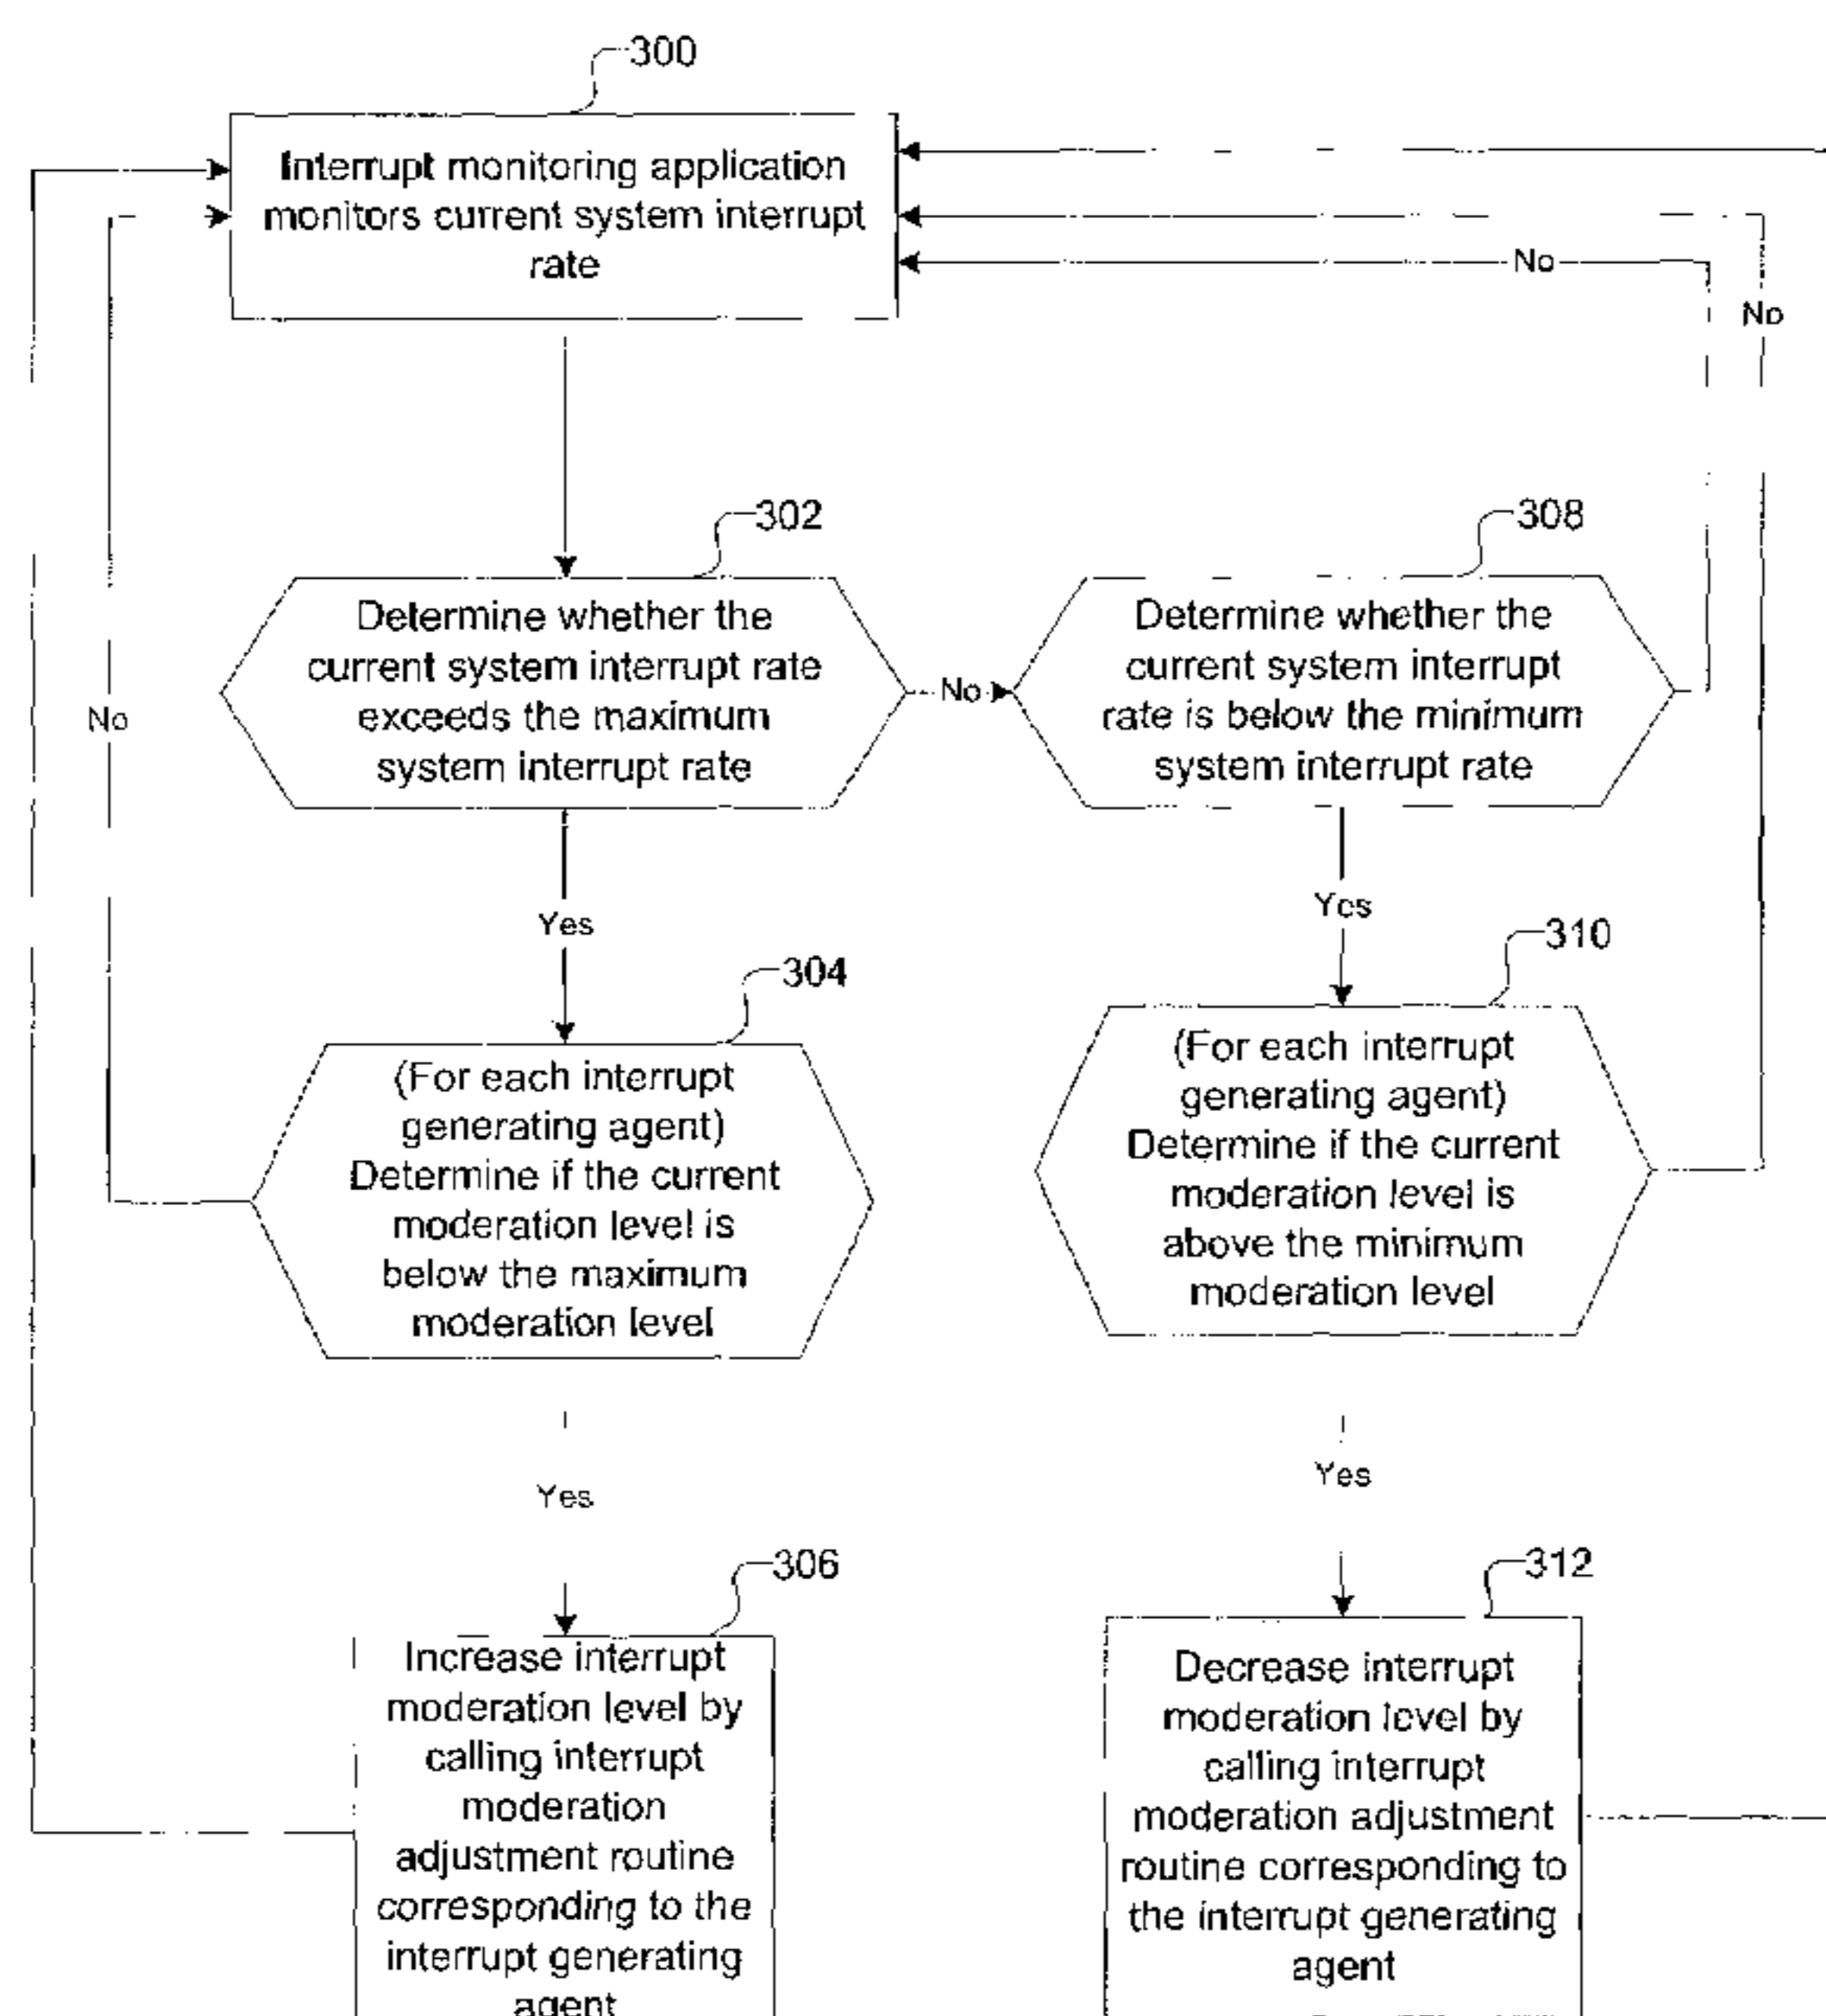 300
Interrupt monitoring application
monitors current system interrupt
rate
No
No
302
308
Determine whether the
current system interrupt rate
exceeds the maximum
system interrupt rate
No
Determine whether the
current system interrupt
rate is below the minimum
system interrupt rate
No
Yes
Yes
304
310
(For each interrupt
generating agent)
Determine if the current
moderation level is
below the maximum
moderation level
(For each interrupt
generating agent)
Determine if the current
moderation level is
above the minimum
moderation level
Yes
Yes
306
312
Increase interrupt
moderation level by
calling interrupt
moderation
adjustment routine
corresponding to the
interrupt generating
agent
Decrease interrupt
moderation level by
calling interrupt
moderation adjustment
routine corresponding to
the interrupt generating
agent